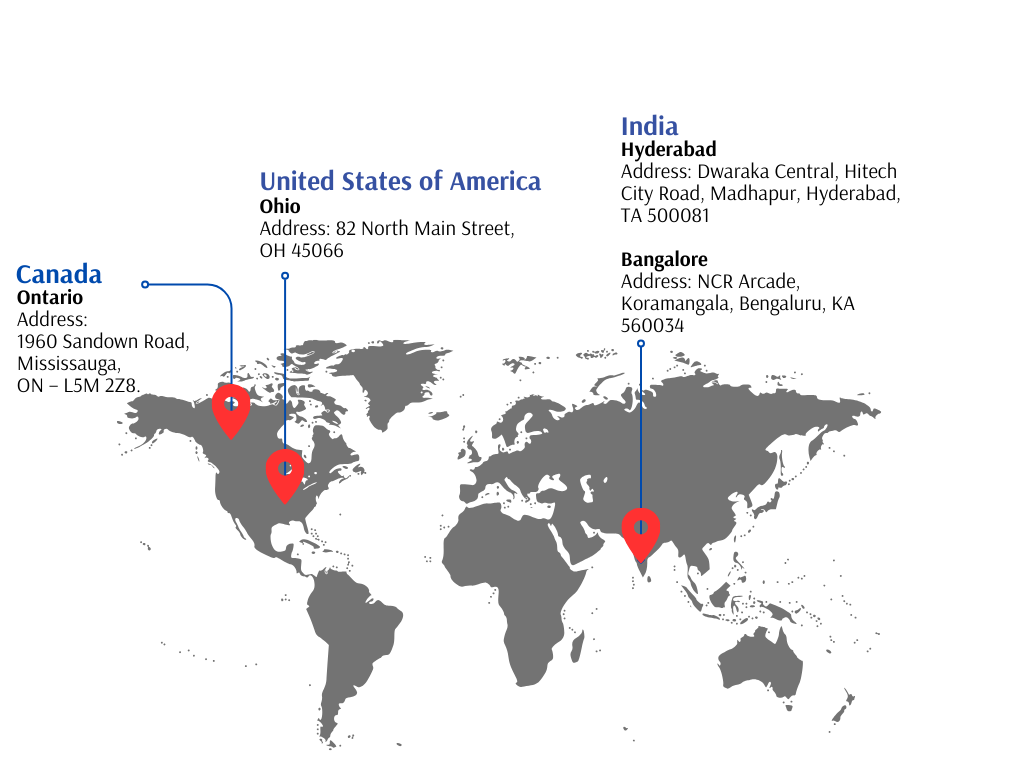 Canada
Ontario
Address:
1960 Sandown Road,
Mississauga,
ON – L5M 2Z8.
United States of America
Ohio
Address: 82 North Main Street,
OH 45066
India
Hyderabad
Address: Dwaraka Central, Hitech
City Road, Madhapur, Hyderabad,
TA 500081
Bangalore
Address: NCR Arcade,
Koramangala, Bengaluru, KA
560034